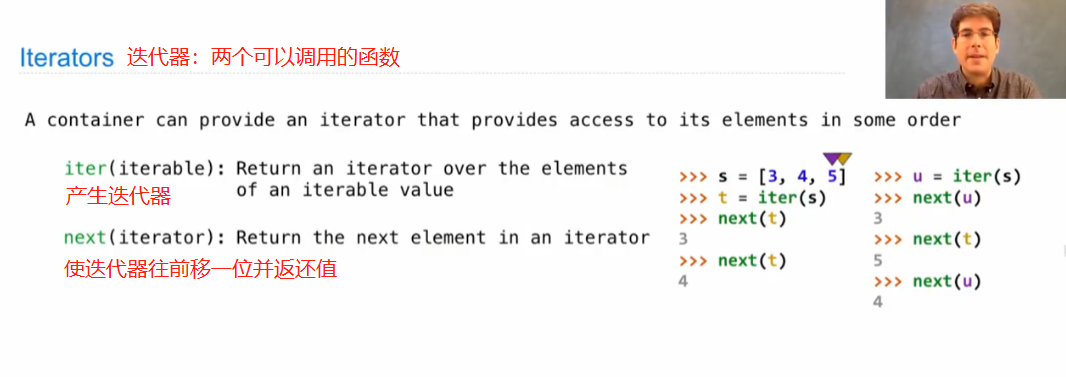 Iterators 迭代器：两个可以调用的函数
A container can provide an iterator that provides access to its elements in some order
iter(iterable): Return an iterator over the elements
of an iterable value
产生迭代器
next(iterator): Return the next element in an iterator
使迭代器往前移一位并返还值
>>> s = [3, 4, 5]
>>> t = iter(s)
>>> next(t)
3
>>> next(t)
4
>>> u = iter(s)
>>> next(u)
3
>>> next(t)
5
>>> next(u)
4